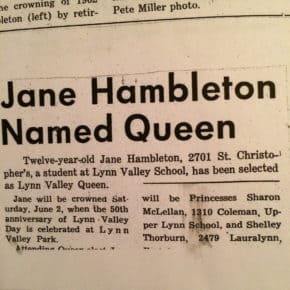 the crowning of 1962
pleton (left) by retir-
Pete Miller photo.
Jane Hambleton
Named Queen
Twelve-year-old Jane Hambleton, 2701 St. Christo-
pher's, a student at Lynn Valley School, has been selected
as Lynn Valley Queen.
Jane will be crowned Sat-
urday, June 2, when the 50th
anniversary of Lynn Valley
Day is celebrated at Lynn
Valley Park.
Attending Queen
will be Princesses Sharon
McLellan, 1310 Coleman, Up-
per Lynn School, and Shelley
Thorburn, 2479 Lauralynn,